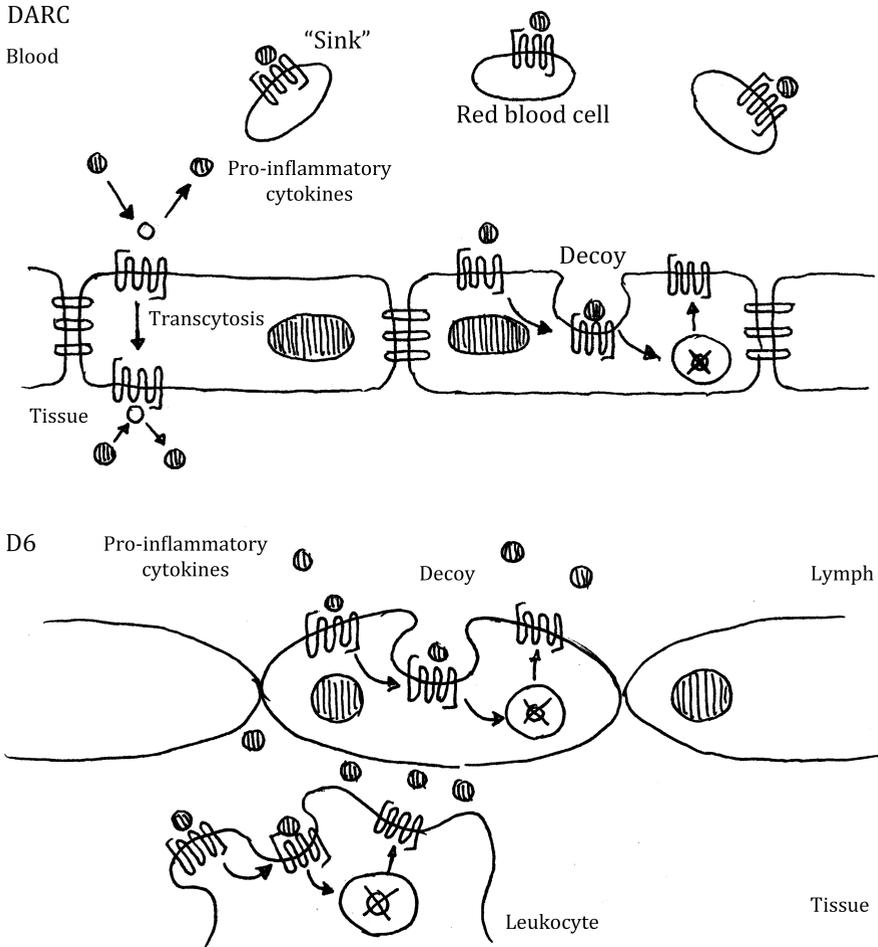 DARC
Blood
“Sink”
Red blood cell
Pro-inflammatory
cytokines
Decoy
Transcytosis
Tissue
D6
Pro-inflammatory
cytokines
Decoy
Lymph
Leukocyte
Tissue